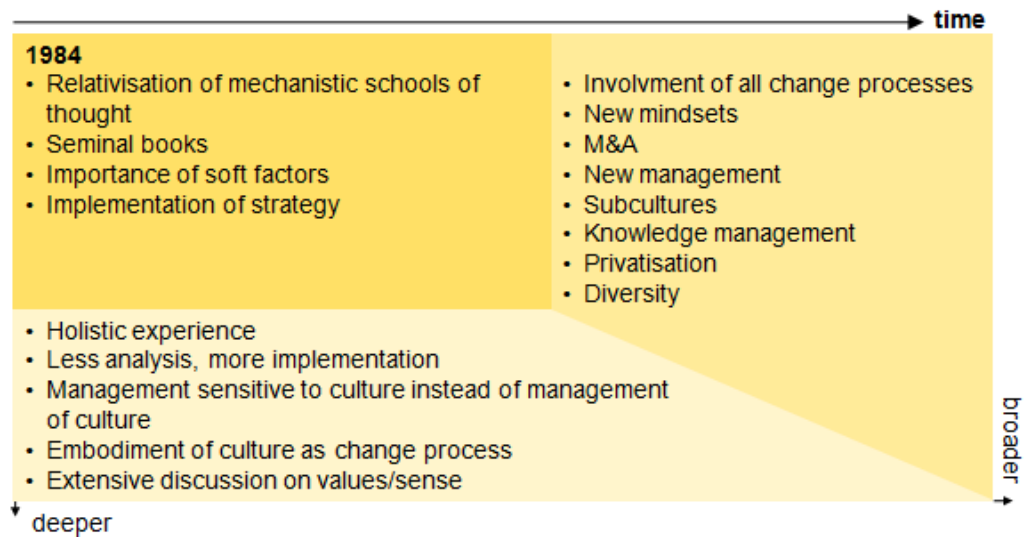 time
1984
• Relativisation of mechanistic schools of
thought
• Seminal books
• Importance of soft factors
• Implementation of strategy
• Involvment of all change processes
• New mindsets
• M&A
• New management
• Subcultures
• Knowledge management
• Privatisation
• Diversity
• Holistic experience
• Less analysis, more implementation
• Management sensitive to culture instead of management
of culture
• Embodiment of culture as change process
• Extensive discussion on values/sense
broader
deeper